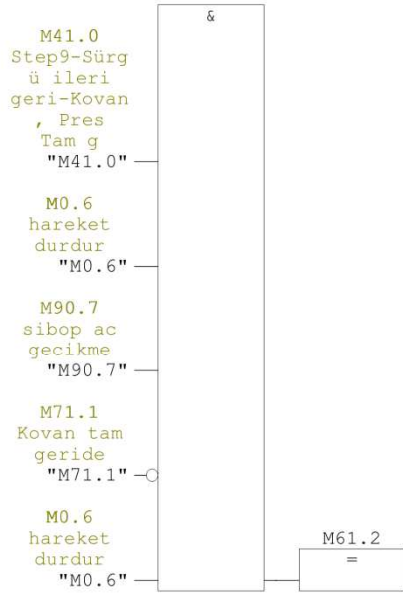 &
M41.0
Step9-Sürg
ü ileri
geri-Kovan
, Pres
Tam g
"M41.0"
M0.6
hareket
durdur
"M0.6"
M90.7
sibop ac
gecikme
"M90.7"
M71.1
Kovan tam
geride
"M71.1"
M0.6
hareket
durdur
"M0.6"
M61.2
=